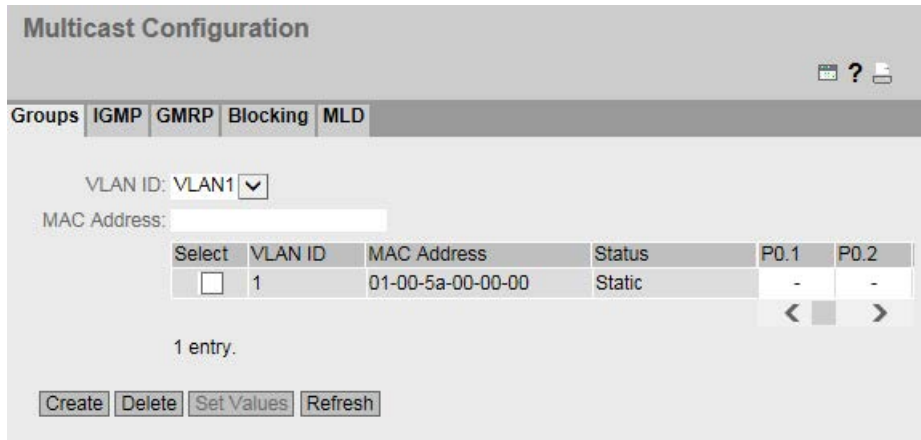 Multicast Configuration
?
Groups IGMP GMRP Blocking MLD
VLAN ID: VLAN1
MAC Address:
Select VLAN ID MAC Address Status P0.1 P0.2
1 01-00-5a-00-00-00 Static - -
1 entry.
Create Delete Set Values Refresh